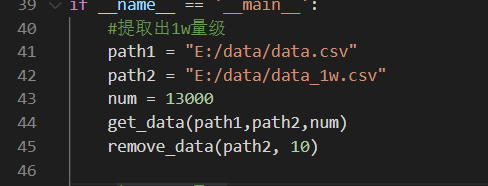 39 if __name__ == '__main__':
40 #提取出1w量级
41 path1 = "E:/data/data.csv"
42 path2 = "E:/data/data_1w.csv"
43 num = 13000
44 get_data(path1,path2,num)
45 remove_data(path2, 10)
46